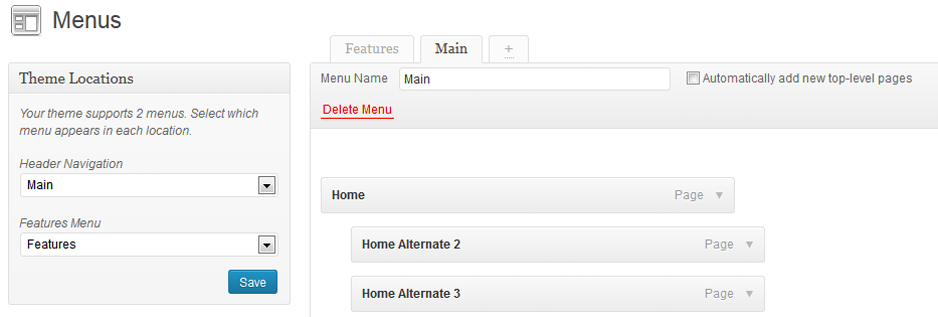 Menus
Features
Main
+
Theme Locations
Your theme supports 2 menus. Select which
menu appears in each location.
Header Navigation
Main
Features Menu
Features
Save
Menu Name
Main
Automatically add new top-level pages
Delete Menu
Home
Page
Home Alternate 2
Page
Home Alternate 3
Page